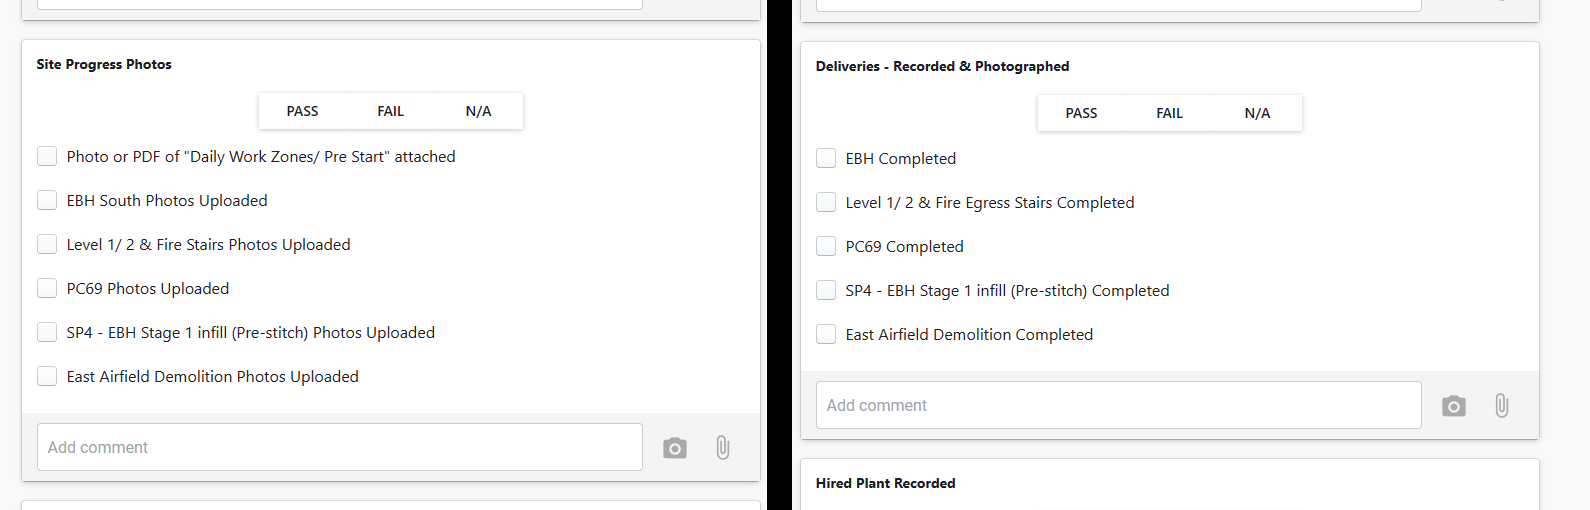 Site Progress Photos
PASS FAIL N/A
Photo or PDF of "Daily Work Zones/ Pre Start" attached
EBH South Photos Uploaded
Level 1/ 2 & Fire Stairs Photos Uploaded
PC69 Photos Uploaded
SP4 - EBH Stage 1 infill (Pre-stitch) Photos Uploaded
East Airfield Demolition Photos Uploaded
Add comment
Deliveries - Recorded & Photographed
PASS FAIL N/A
EBH Completed
Level 1/ 2 & Fire Egress Stairs Completed
PC69 Completed
SP4 - EBH Stage 1 infill (Pre-stitch) Completed
East Airfield Demolition Completed
Add comment
Hired Plant Recorded